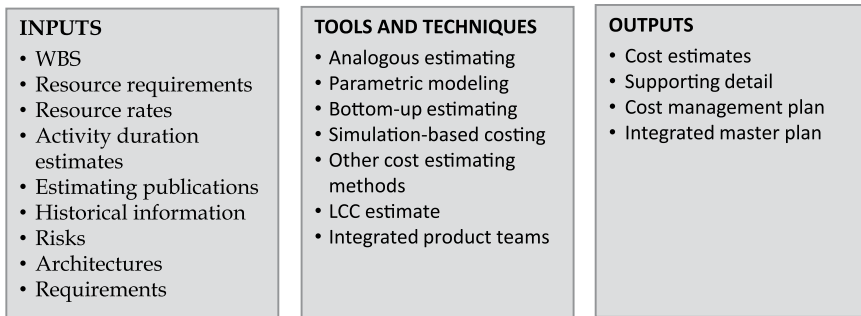 INPUTS
• WBS
• Resource requirements
• Resource rates
• Activity duration
estimates
• Estimating publications
• Historical information
• Risks
• Architectures
• Requirements
TOOLS AND TECHNIQUES
• Analogous estimating
• Parametric modeling
• Bottom-up estimating
• Simulation-based costing
• Other cost estimating
methods
• LCC estimate
• Integrated product teams
OUTPUTS
• Cost estimates
• Supporting detail
• Cost management plan
• Integrated master plan